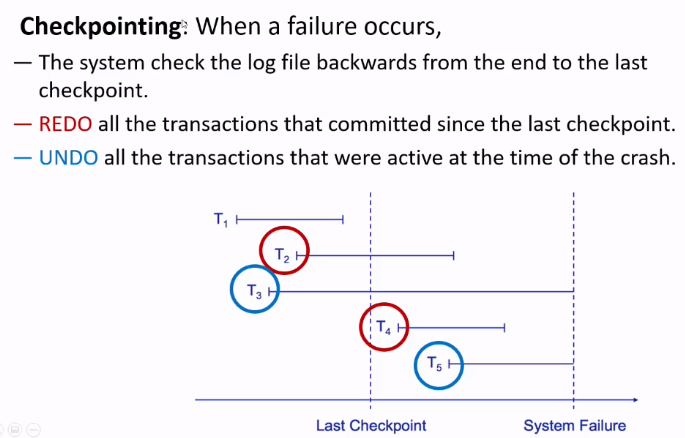 Checkpointing: When a failure occurs,
— The system check the log file backwards from the end to the last
checkpoint.
— REDO all the transactions that committed since the last checkpoint.
— UNDO all the transactions that were active at the time of the crash.
T1
T2
T3
T4
T5
Last Checkpoint System Failure